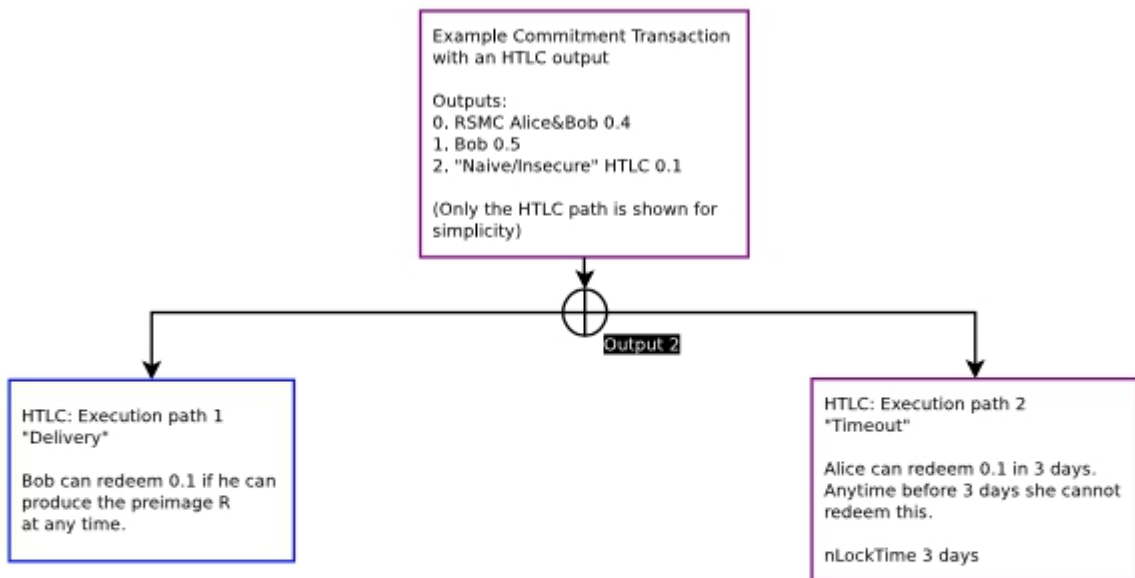 Example Commitment Transaction
with an HTLC output
Outputs:
0. RSMC Alice&Bob 0.4
1. Bob 0.5
2. "Naive/Insecure" HTLC 0.1
(Only the HTLC path is shown for
simplicity)
Output 2
HTLC: Execution path 1
"Delivery"
Bob can redeem 0.1 if he can
produce the preimage R
at any time.
HTLC: Execution path 2
"Timeout"
Alice can redeem 0.1 in 3 days.
Anytime before 3 days she cannot
redeem this.
nLockTime 3 days